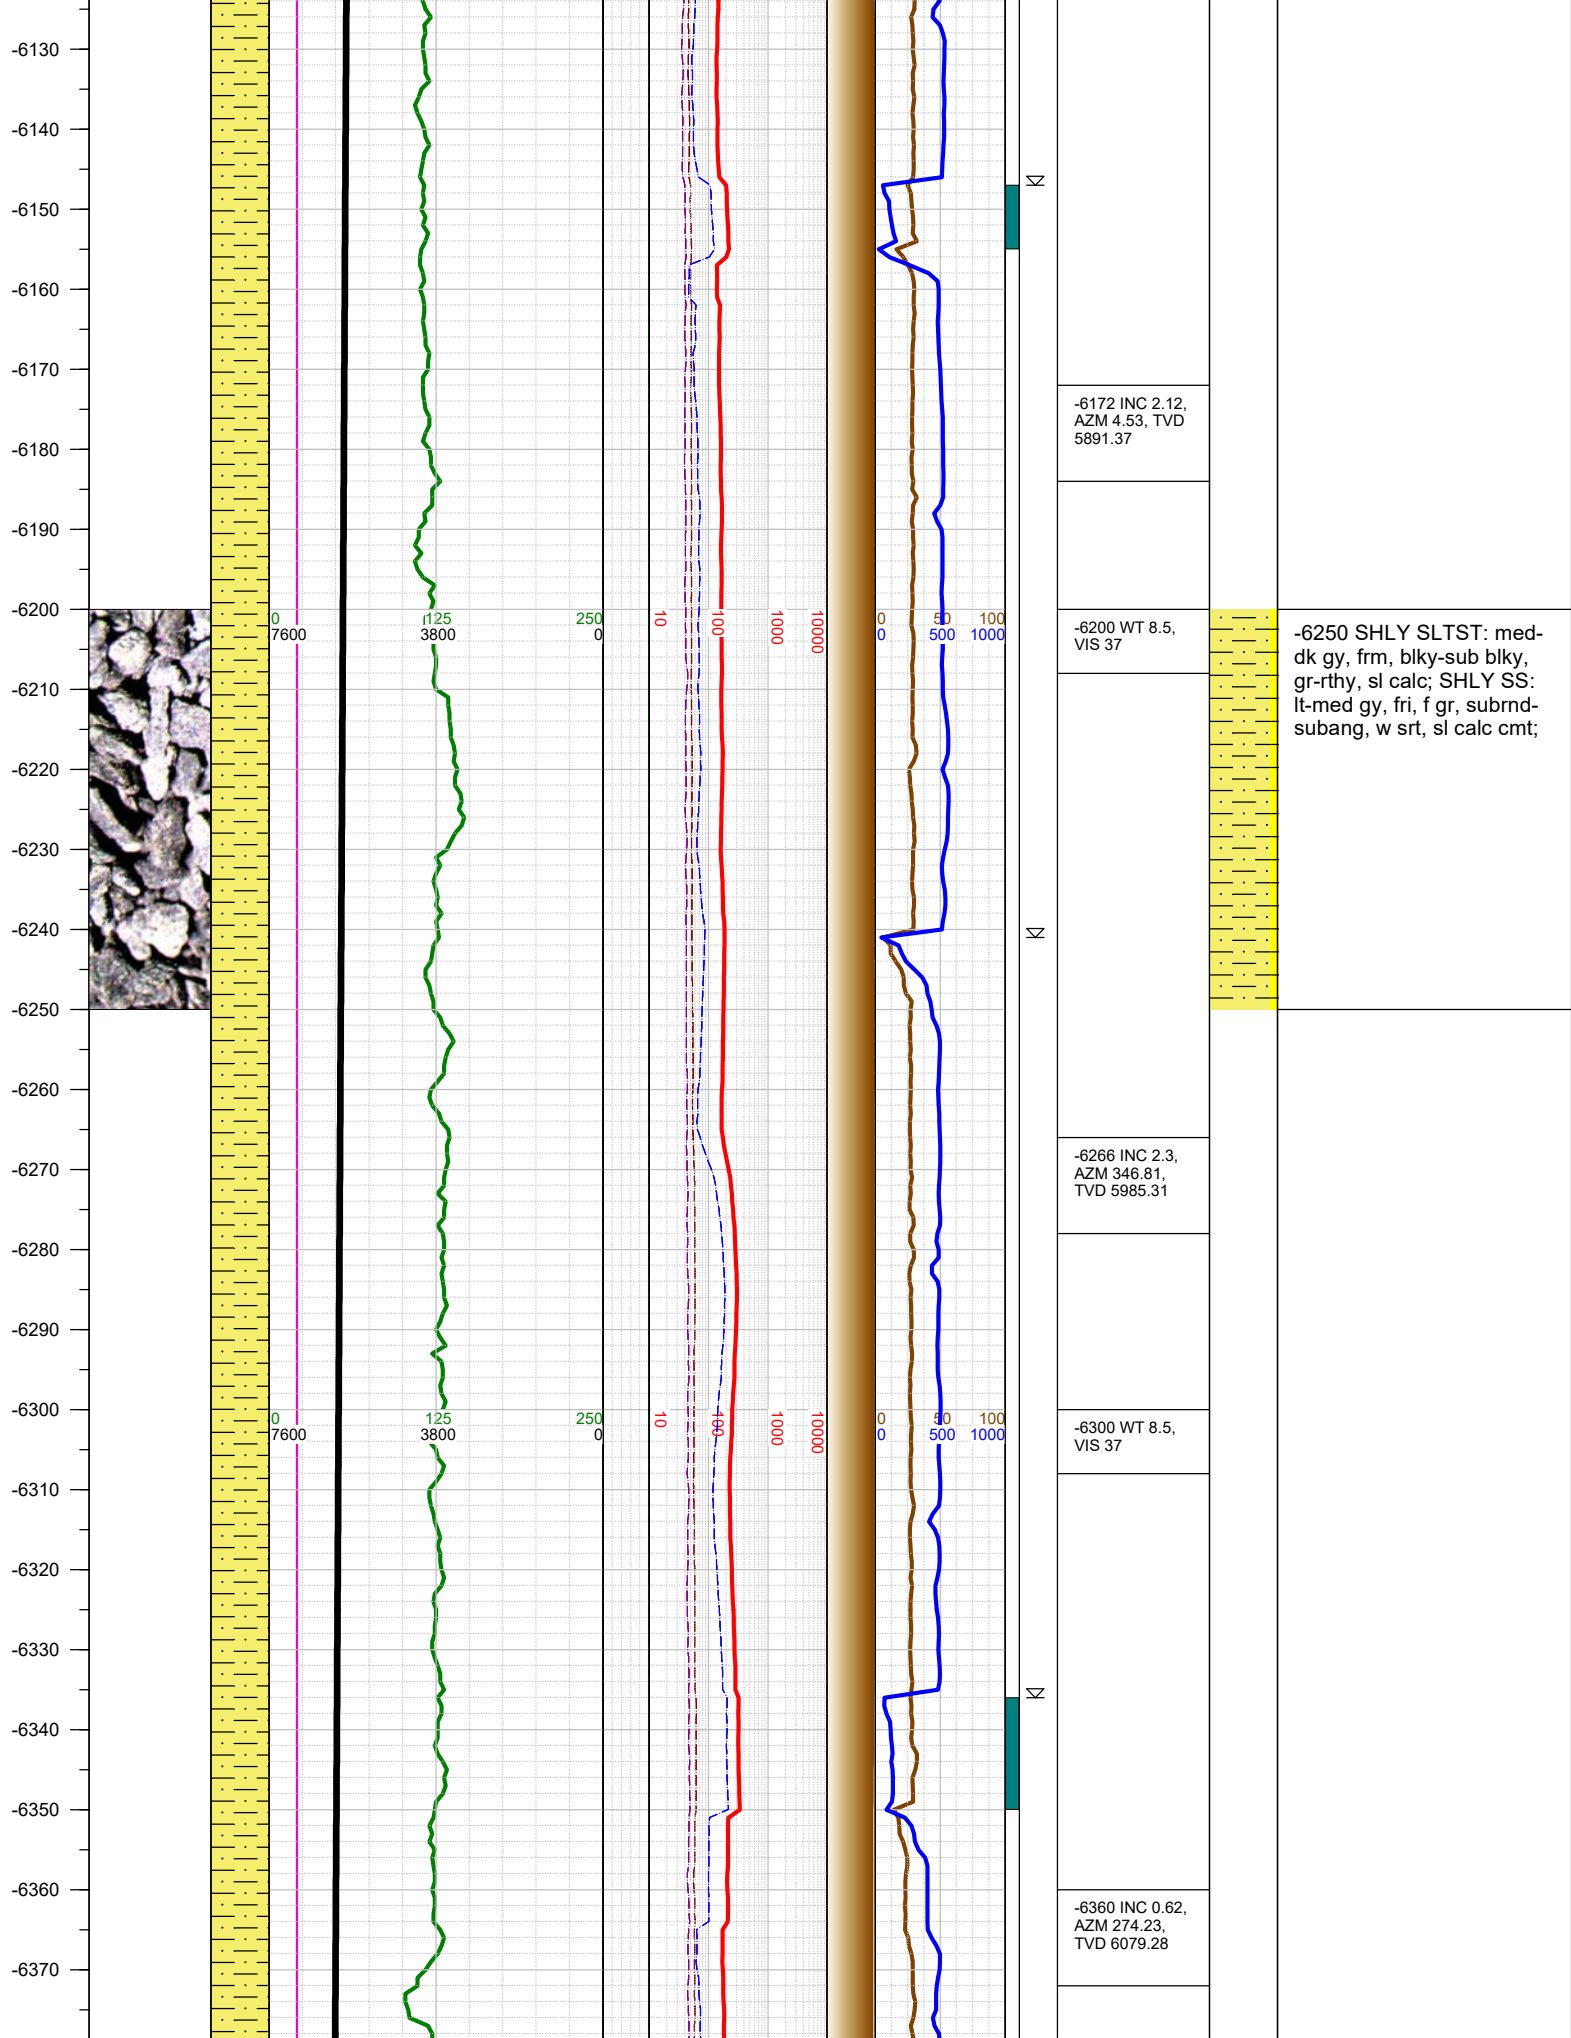 -6130
-6140
-6150
-6160
-6170
-6172 INC 2.12,
AZM 4.53, TVD
5891.37
-6180
-6190
-6200
0 125 250
7600 3800 0
10 100 1000 10000
0 50 100
0 500 1000
-6200 WT 8.5,
VIS 37
-6250 SHLY SLTST: med-
dk gy, frm, blky-sub blky,
gr-rthy, sl calc; SHLY SS:
lt-med gy, fri, f gr, subrnd-
subang, w srt, sl calc cmt;
-6210
-6220
-6230
-6240
-6250
-6260
-6266 INC 2.3,
AZM 346.81,
TVD 5985.31
-6270
-6280
-6290
-6300
0 125 250
7600 3800 0
10 100 1000 10000
0 50 100
0 500 1000
-6300 WT 8.5,
VIS 37
-6310
-6320
-6330
-6340
-6350
-6360
-6360 INC 0.62,
AZM 274.23,
TVD 6079.28
-6370